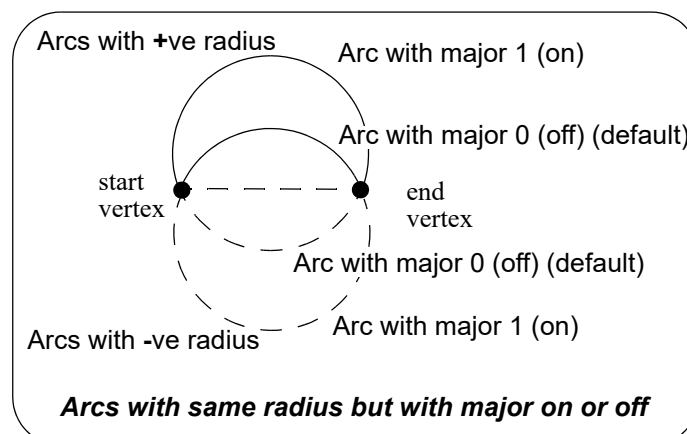 Arcs with +ve radius
Arc with major 1 (on)
Arc with major 0 (off) (default)
start
vertex
end
vertex
Arc with major 0 (off) (default)
Arc with major 1 (on)
Arcs with -ve radius
Arcs with same radius but with major on or off